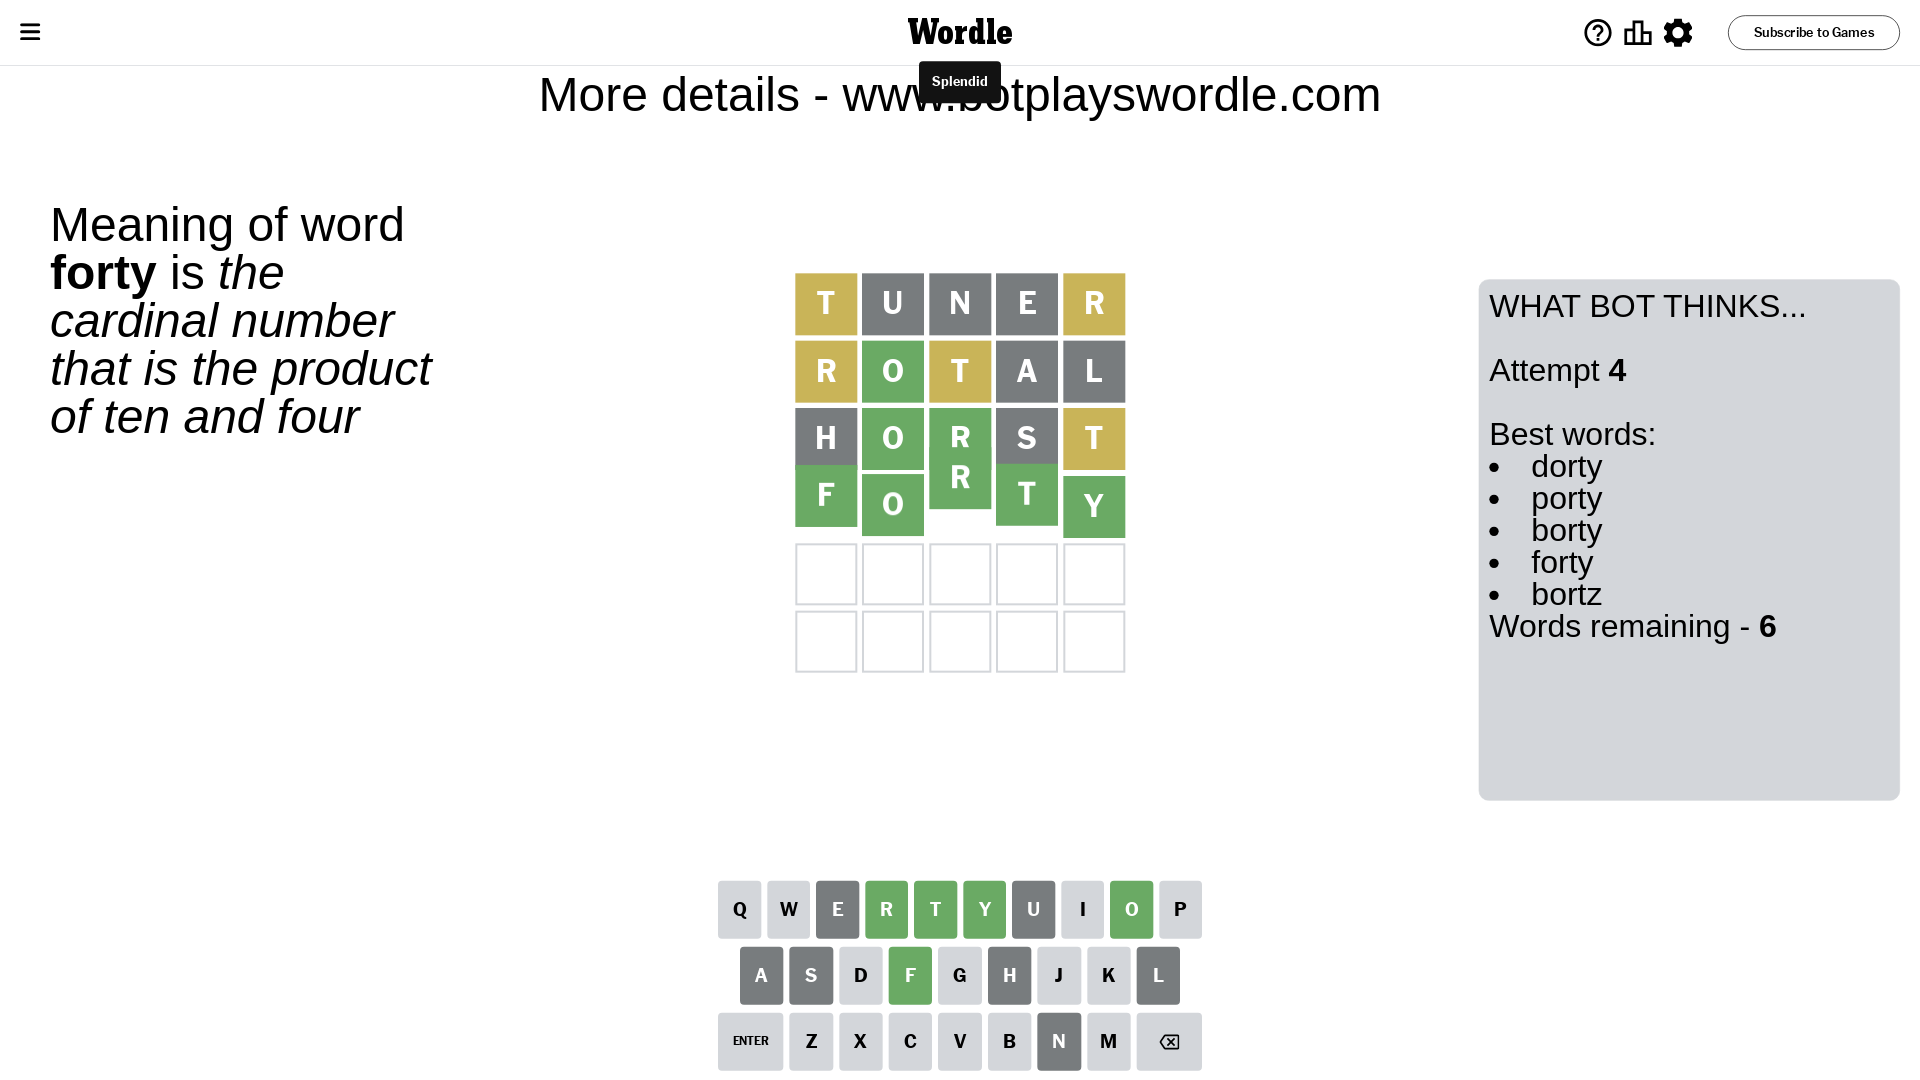 Wordle
Subscribe to Games
Splendid
More details - www.botplayswordle.com
Meaning of word
forty is the
cardinal number
that is the product
of ten and four
T U N E R
R O T A L
H O R S T
F O R T Y
WHAT BOT THINKS...
Attempt 4
Best words:
• dorty
• porty
• borty
• forty
• bortz
Words remaining - 6
Q W E R T Y U I O P
A S D F G H J K L
ENTER Z X C V B N M